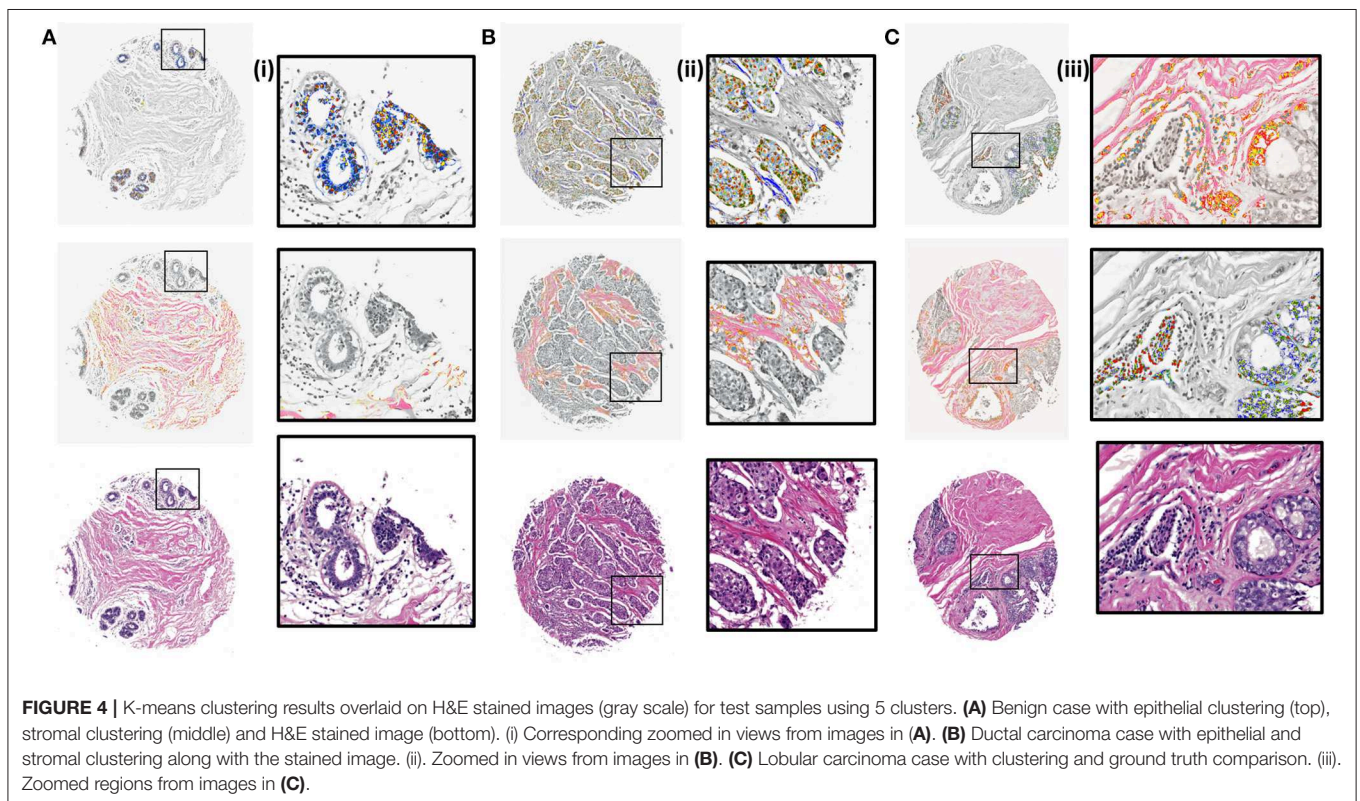 A
B
C
(i)
(ii)
(iii)
FIGURE 4 | K-means clustering results overlaid on H&E stained images (gray scale) for test samples using 5 clusters. (A) Benign case with epithelial clustering (top),
stromal clustering (middle) and H&E stained image (bottom). (i) Corresponding zoomed in views from images in (A). (B) Ductal carcinoma case with epithelial and
stromal clustering along with the stained image. (ii). Zoomed in views from images in (B). (C) Lobular carcinoma case with clustering and ground truth comparison. (iii).
Zoomed regions from images in (C).